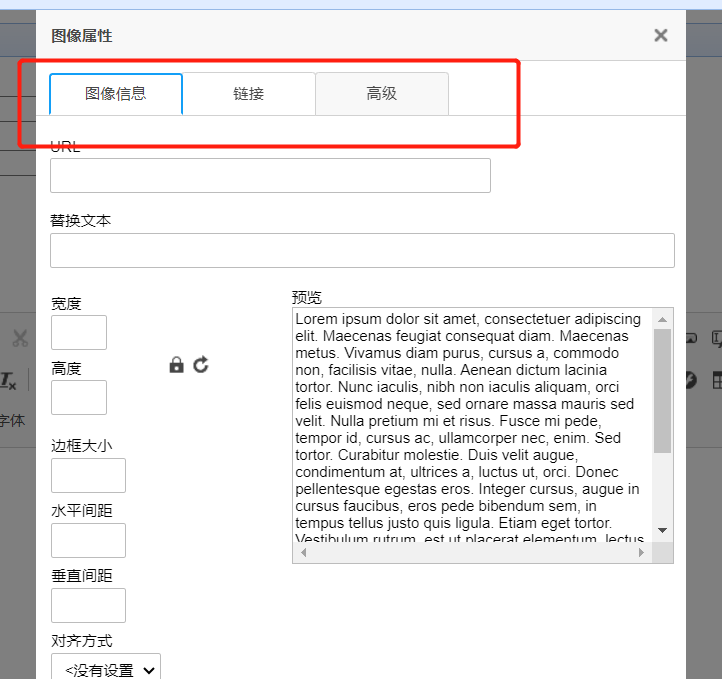 图像属性
图像信息 链接 高级
URL
替换文本
宽度
高度
边框大小
水平间距
垂直间距
对齐方式
<没有设置
预览
Lorem ipsum dolor sit amet, consectetuer adipiscing
elit. Maecenas feugiat consequat diam. Maecenas
metus. Vivamus diam purus, cursus a, commodo
non, facilisis vitae, nulla. Aenean dictum lacinia
tortor. Nunc iaculis, nibh non iaculis aliquam, orci
felis euismod neque, sed ornare massa mauris sed
velit. Nulla pretium mi et risus. Fusce mi pede,
tempor id, cursus ac, ullamcorper nec, enim. Sed
tortor. Curabitur molestie. Duis velit augue,
condimentum at, ultrices a, luctus ut, orci. Donec
pellentesque egestas eros. Integer cursus, augue in
cursus faucibus, eros pede bibendum sem, in
tempus tellus justo quis ligula. Etiam eget tortor.
Vestibulum rutrum, est ut placerat elementum, lectus
字体